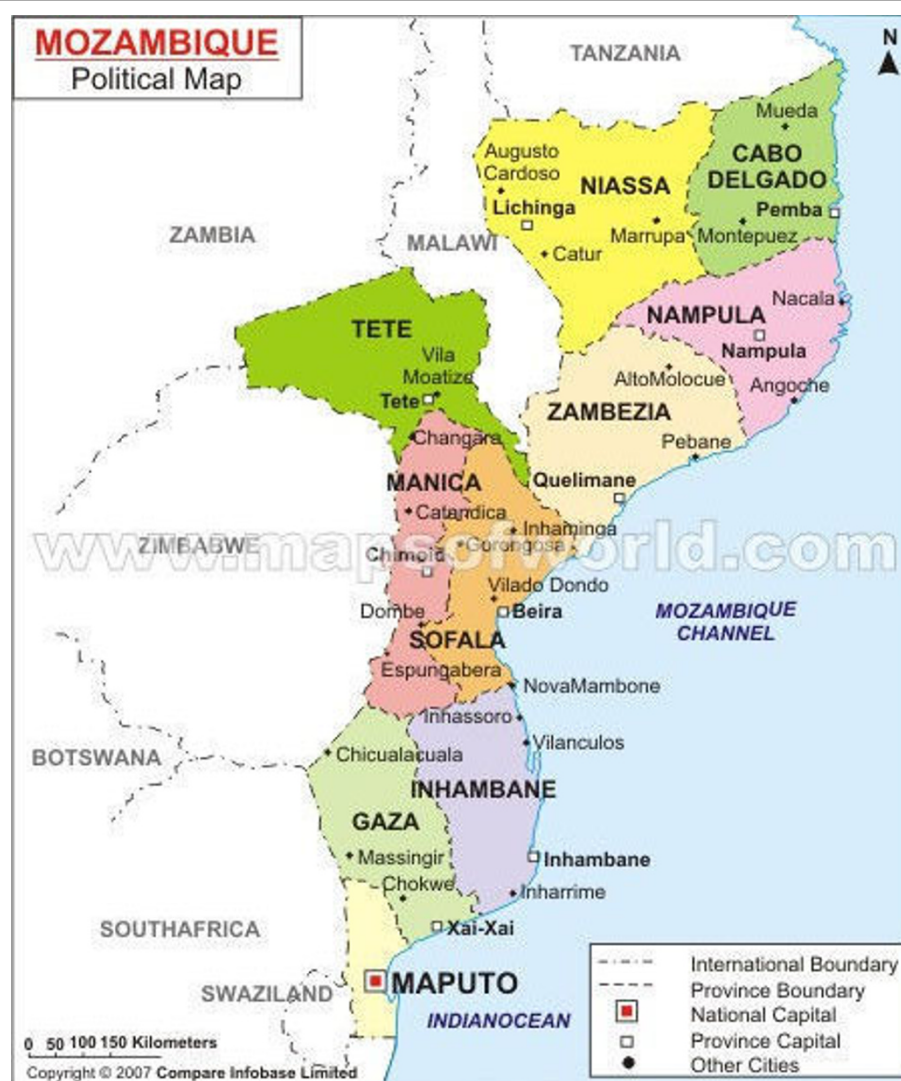 MOZAMBIQUE
Political Map
TANZANIA
N
Mueda
Augusto
Cardoso
CABO
DELGADO
NIASSA
Lichinga
Pemba
ZAMBIA
MALAWI
Marrupa
Montepuez
Catur
Nacala
NAMPULA
TETE
Nampula
Vila
Moatize
AltoMolocue
Angoche
Tete
ZAMBEZIA
Changara
Pebane
MANICA
Quelimane
Catandica
Inhaminga
www.mapsofworld.com
ZIMBABWE
Gorongosa
Chimoid
Vilado Dondo
Dombe
Beira
MOZAMBIQUE
CHANNEL
SOFALA
Espungabera
NovaMambone
Inhassoro
Vilanculos
BOTSWANA
Chicualacuala
INHAMBANE
GAZA
Massingir
Inhambane
Chokwe
Inharrime
SOUTHAFRICA
Xai-Xai
SWAZILAND
MAPUTO
INDIANOCEAN
International Boundary
Province Boundary
National Capital
Province Capital
Other Cities
0 50 100 150 Kilometers
Copyright © 2007 Compare Infobase Limited